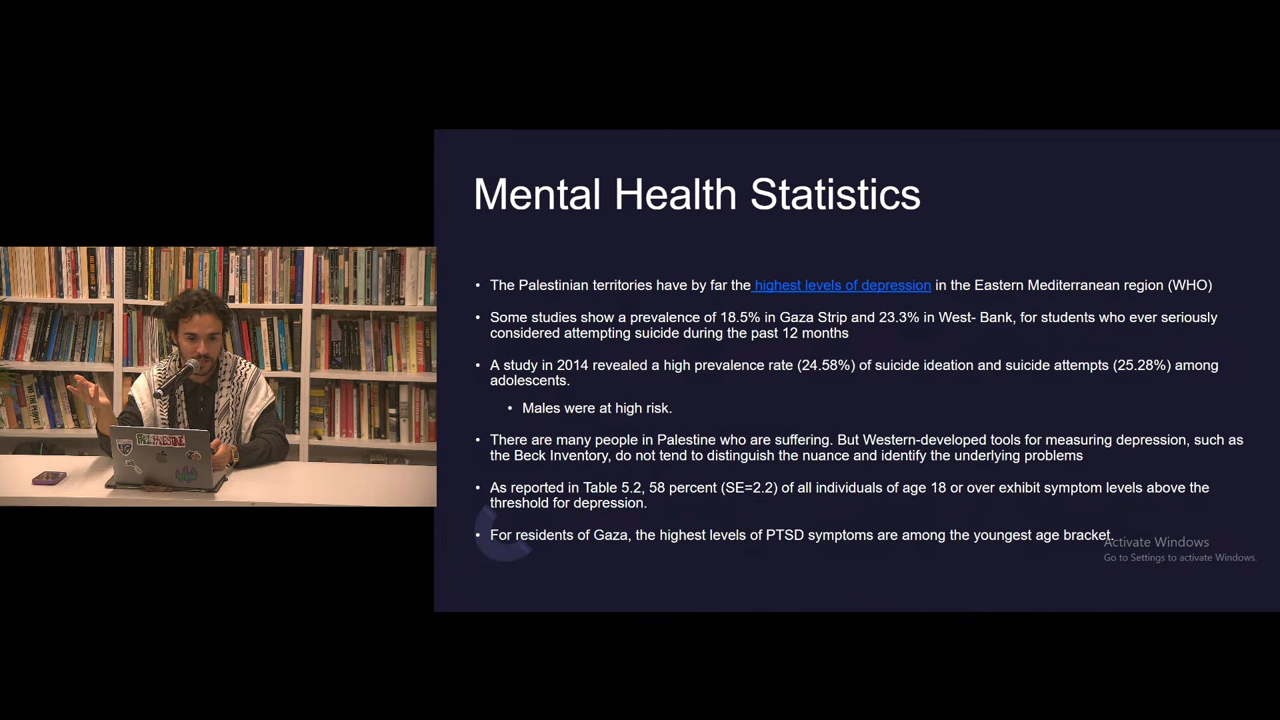 Mental Health Statistics
• The Palestinian territories have by far the highest levels of depression in the Eastern Mediterranean region (WHO)
• Some studies show a prevalence of 18.5% in Gaza Strip and 23.3% in West- Bank, for students who ever seriously
considered attempting suicide during the past 12 months
• A study in 2014 revealed a high prevalence rate (24.58%) of suicide ideation and suicide attempts (25.28%) among
adolescents.
• Males were at high risk.
• There are many people in Palestine who are suffering. But Western-developed tools for measuring depression, such as
the Beck Inventory, do not tend to distinguish the nuance and identify the underlying problems
• As reported in Table 5.2, 58 percent (SE=2.2) of all individuals of age 18 or over exhibit symptom levels above the
threshold for depression.
• For residents of Gaza, the highest levels of PTSD symptoms are among the youngest age bracket.
Activate Windows
Go to Settings to activate Windows.
FREE PALESTINE